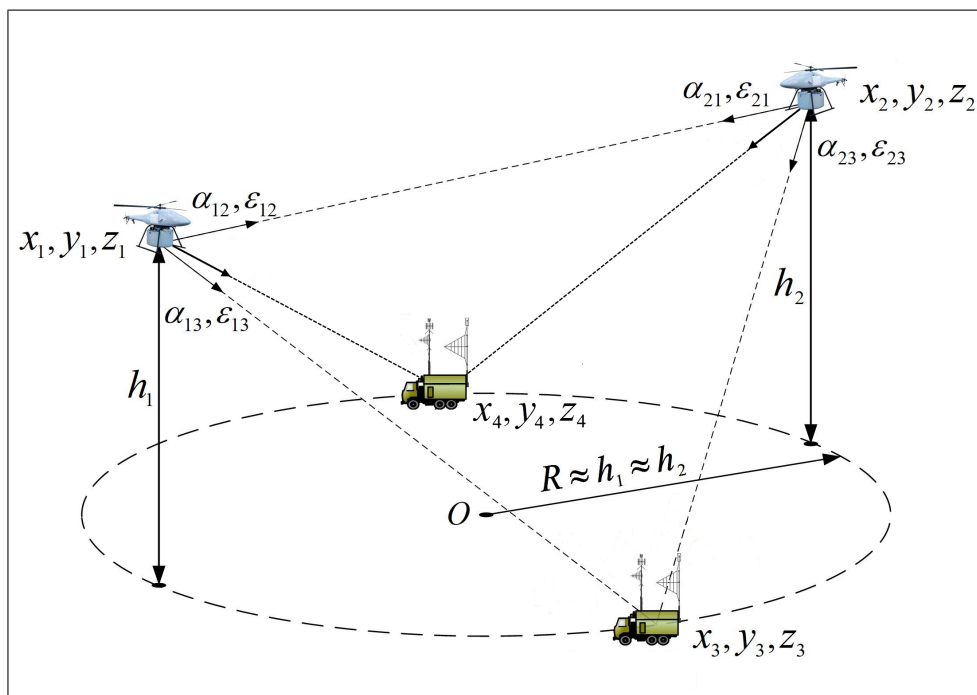 α₂₁, ε₂₁
x₂, y₂, z₂
α₂₃, ε₂₃
α₁₂, ε₁₂
x₁, y₁, z₁
α₁₃, ε₁₃
h₂
h₁
x₄, y₄, z₄
R ≈ h₁ ≈ h₂
O
x₃, y₃, z₃